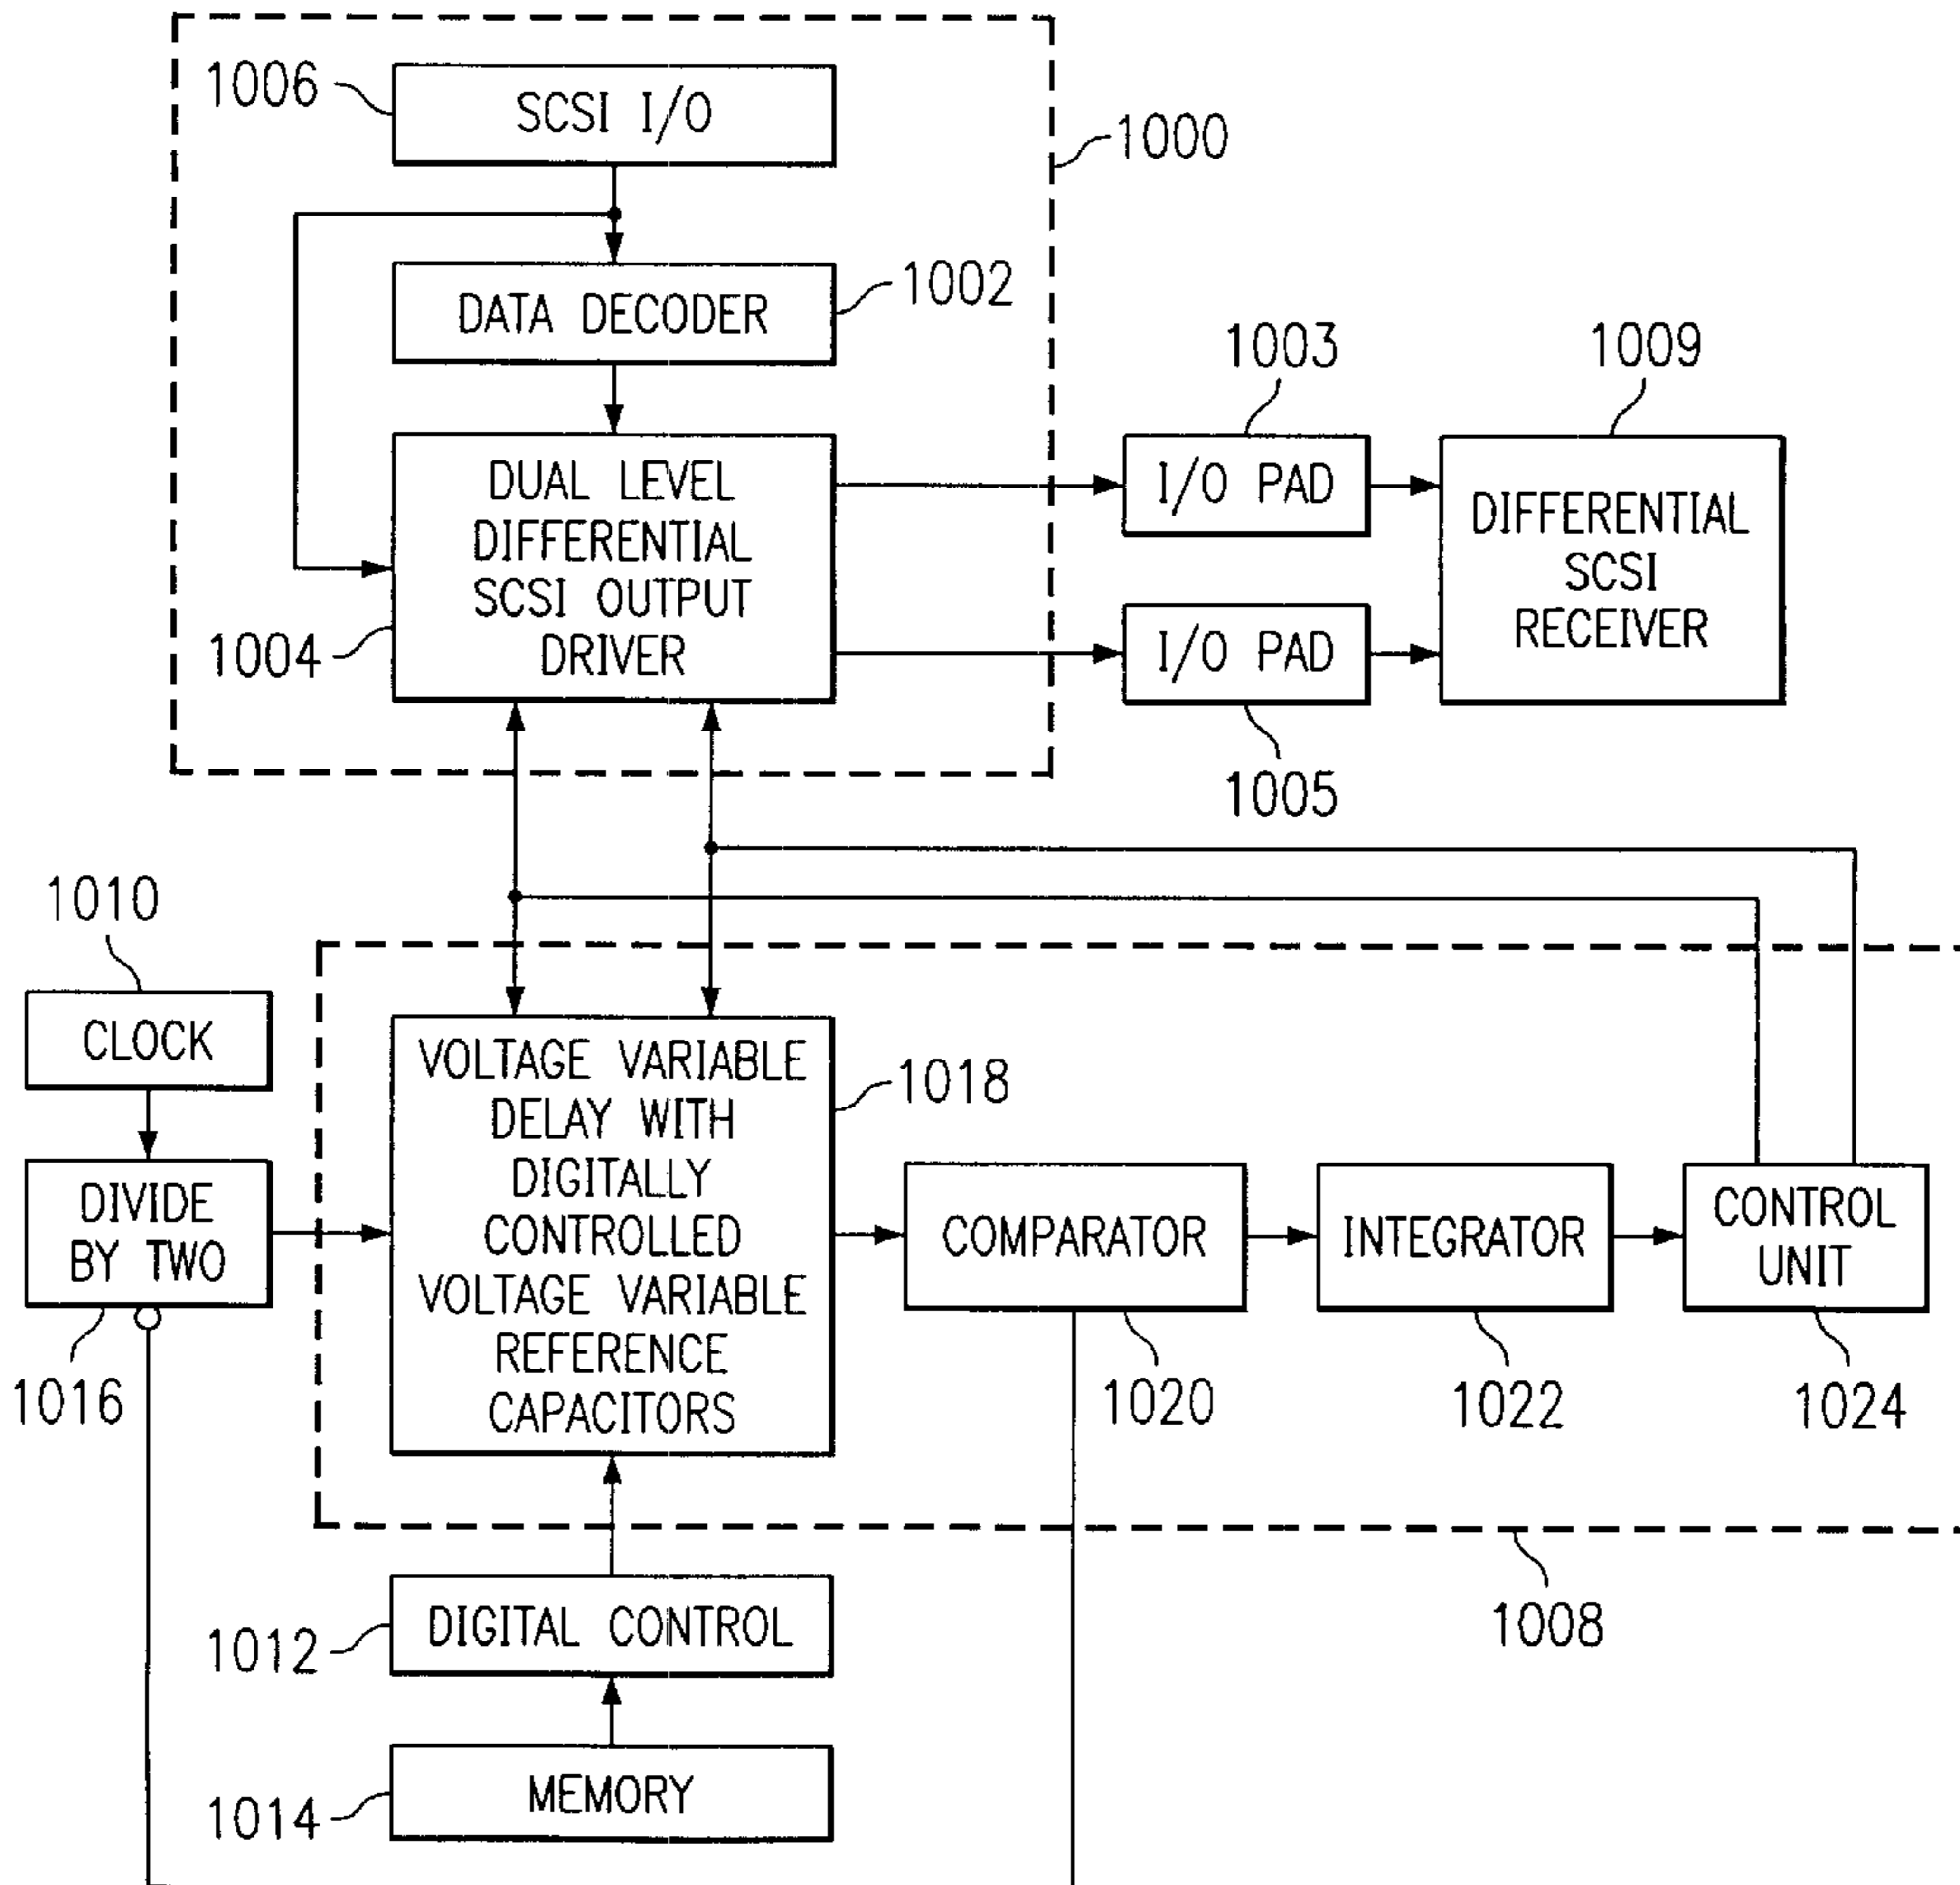 1006
SCSI I/O
1000
DATA DECODER
1002
1003
1009
DUAL LEVEL
DIFFERENTIAL
SCSI OUTPUT
DRIVER
1004
I/O PAD
I/O PAD
1005
DIFFERENTIAL
SCSI
RECEIVER
1010
CLOCK
DIVIDE
BY TWO
1016
VOLTAGE VARIABLE
DELAY WITH
DIGITALLY
CONTROLLED
VOLTAGE VARIABLE
REFERENCE
CAPACITORS
1018
COMPARATOR
1020
INTEGRATOR
1022
CONTROL
UNIT
1024
1008
DIGITAL CONTROL
1012
MEMORY
1014